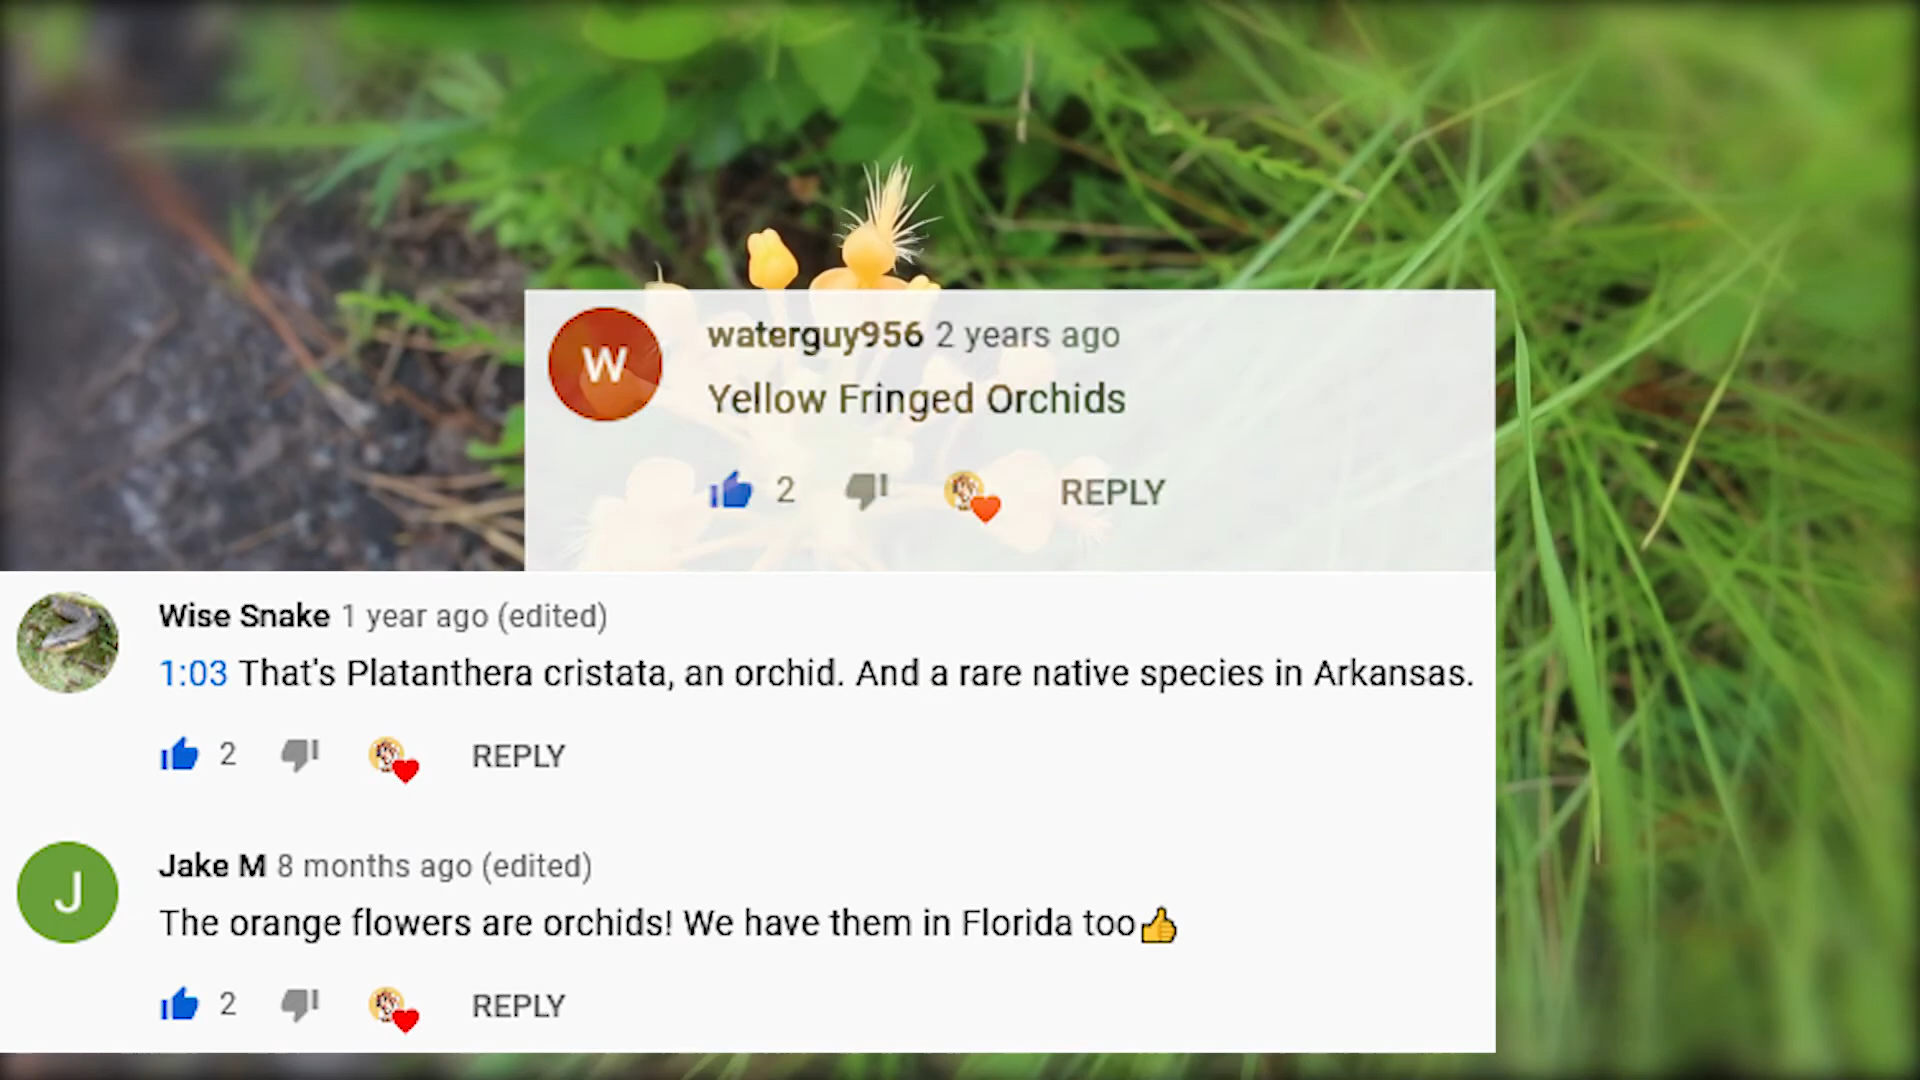 W
waterguy956 2 years ago
Yellow Fringed Orchids
2 REPLY
Wise Snake 1 year ago (edited)
1:03 That's Platanthera cristata, an orchid. And a rare native species in Arkansas.
2 REPLY
J
Jake M 8 months ago (edited)
The orange flowers are orchids! We have them in Florida too👍
2 REPLY